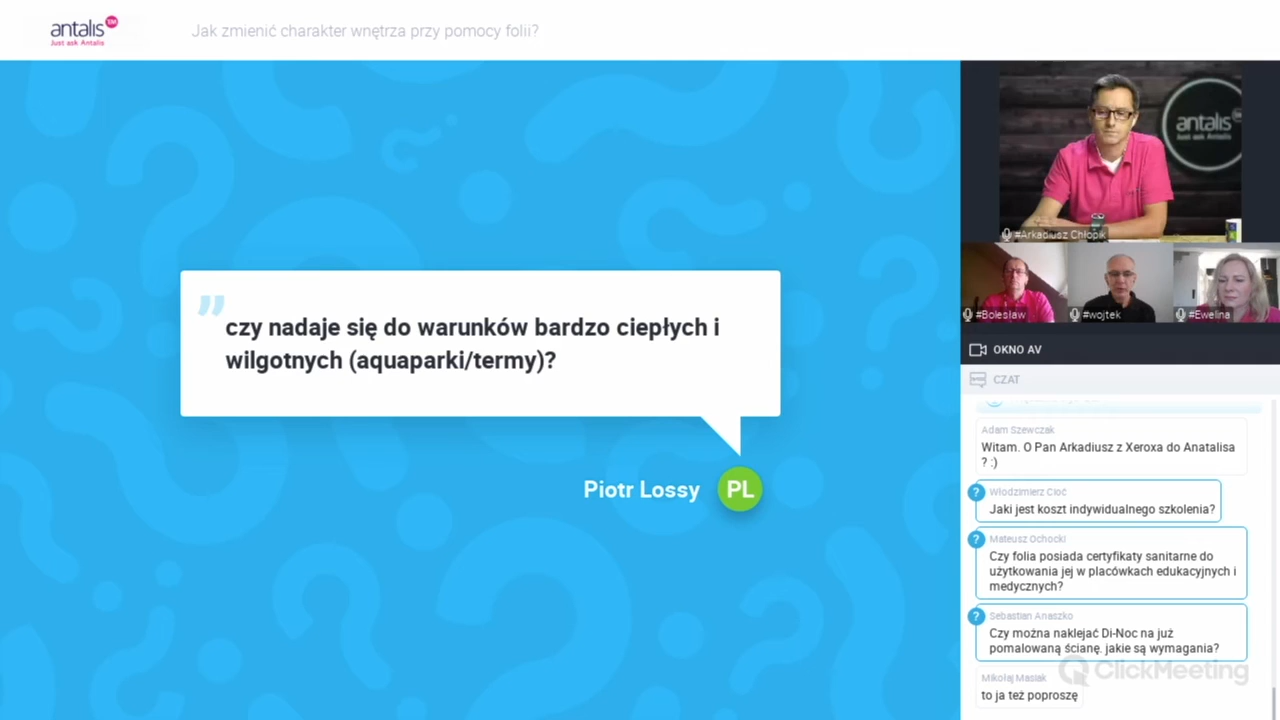 antalis TM
Just ask Antalis
Jak zmienić charakter wnętrza przy pomocy folii?
czy nadaje się do warunków bardzo ciepłych i
wilgotnych (aquaparki/termy)?
Piotr Lossy
PL
antalis
Just ask Antalis
#Arkadiusz Chłopik
#Bolesław
#wojtek
#Ewelina
OKNO AV
CZAT
Adam Szewczak
Witam. O Pan Arkadiusz z Xeroxa do Anatalisa
? :)
?
Włodzimierz Cioć
Jaki jest koszt indywidualnego szkolenia?
?
Mateusz Ochocki
Czy folia posiada certyfikaty sanitarne do
użytkowania jej w placówkach edukacyjnych i
medycznych?
?
Sebastian Anaszko
Czy można naklejać Di-Noc na już
pomalowaną ścianę. jakie są wymagania?
ClickMeeting
Mikołaj Masiak
to ja też poproszę